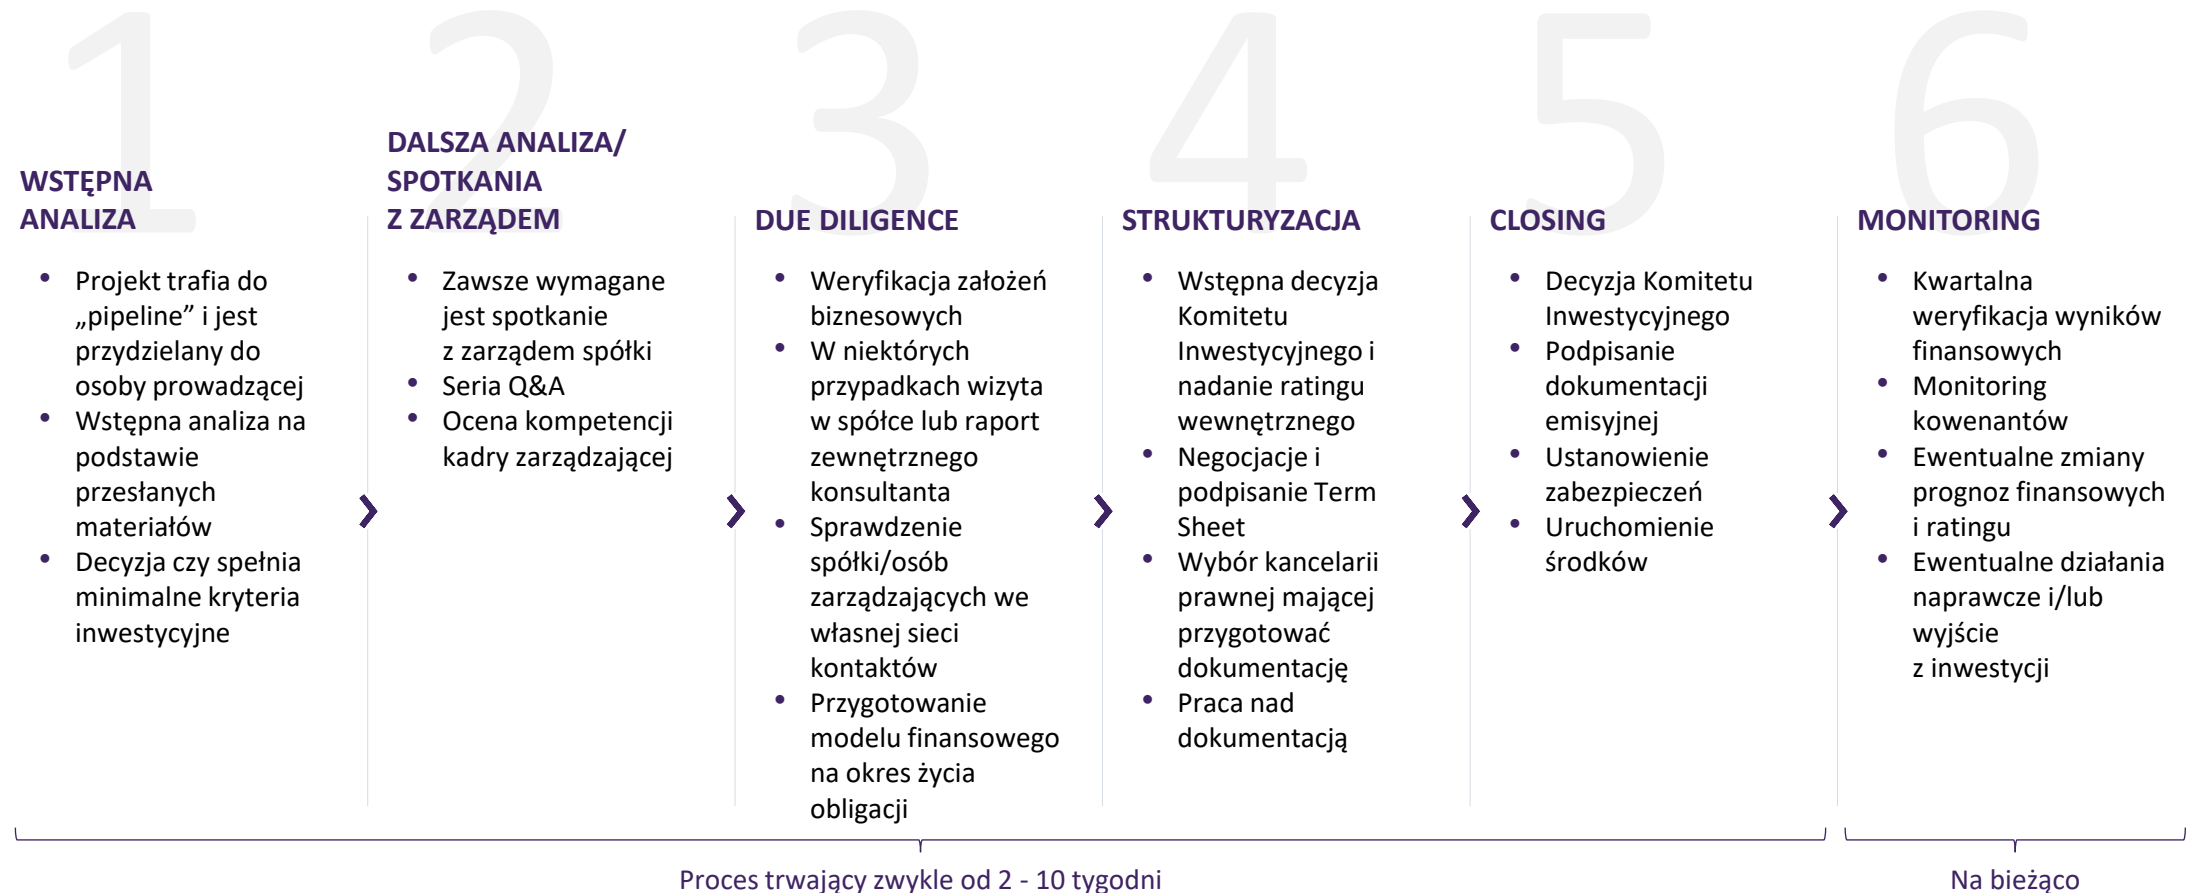 1
WSTĘPNA
ANALIZA
• Projekt trafia do
„pipeline” i jest
przydzielany do
osoby prowadzącej
• Wstępna analiza na
podstawie
przesłanych
materiałów
• Decyzja czy spełnia
minimalne kryteria
inwestycyjne
2
DALSZA ANALIZA/
SPOTKANIA
Z ZARZĄDEM
• Zawsze wymagane
jest spotkanie
z zarządem spółki
• Seria Q&A
• Ocena kompetencji
kadry zarządzającej
3
DUE DILIGENCE
• Weryfikacja założeń
biznesowych
• W niektórych
przypadkach wizyta
w spółce lub raport
zewnętrznego
konsultanta
• Sprawdzenie
spółki/osób
zarządzających we
własnej sieci
kontaktów
• Przygotowanie
modelu finansowego
na okres życia
obligacji
4
STRUKTURYZACJA
• Wstępna decyzja
Komitetu
Inwestycyjnego i
nadanie ratingu
wewnętrznego
• Negocjacje i
podpisanie Term
Sheet
• Wybór kancelarii
prawnej mającej
przygotować
dokumentację
• Praca nad
dokumentacją
5
CLOSING
• Decyzja Komitetu
Inwestycyjnego
• Podpisanie
dokumentacji
emisyjnej
• Ustanowienie
zabezpieczeń
• Uruchomienie
środków
6
MONITORING
• Kwartalna
weryfikacja wyników
finansowych
• Monitoring
kowenantów
• Ewentualne zmiany
prognoz finansowych
i ratingu
• Ewentualne działania
naprawcze i/lub
wyjście
z inwestycji
Proces trwający zwykle od 2 - 10 tygodni
Na bieżąco